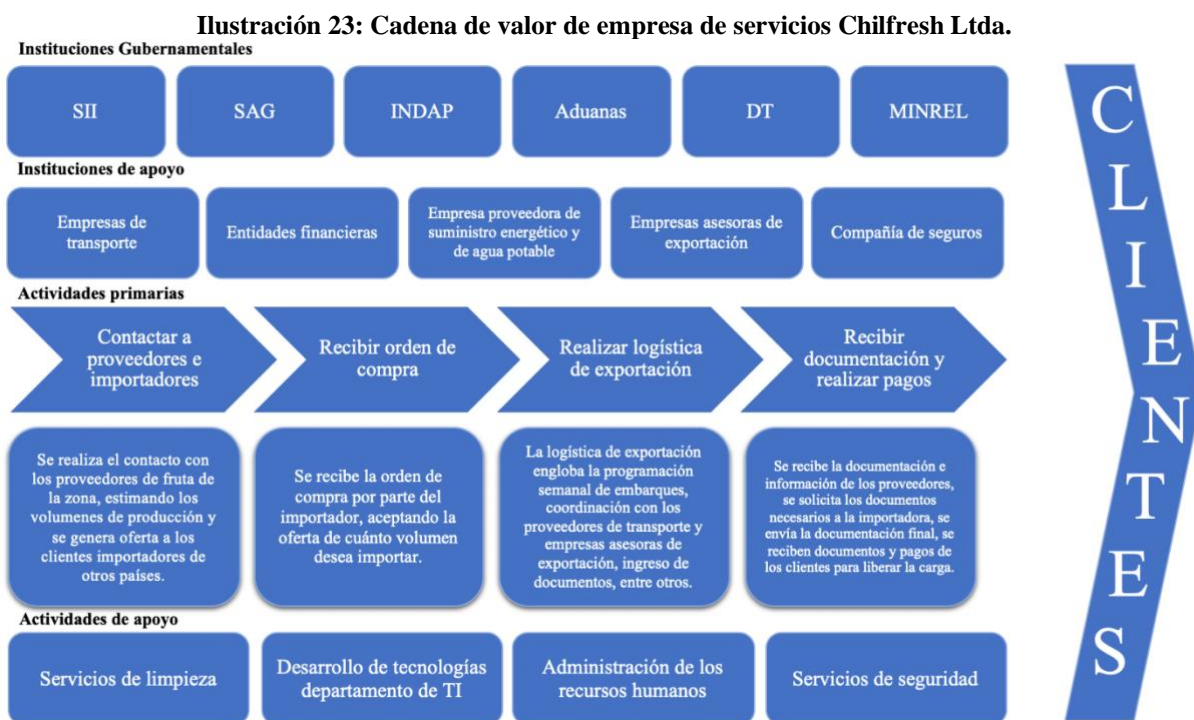 Ilustración 23: Cadena de valor de empresa de servicios Chilfresh Ltda.
Instituciones Gubernamentales
SII
SAG
INDAP
Aduanas
DT
MINREL
Instituciones de apoyo
Empresas de
transporte
Entidades financieras
Empresa proveedora de
suministro energético y
de agua potable
Empresas asesoras de
exportación
Compañía de seguros
Actividades primarias
Contactar a
proveedores e
importadores
Recibir orden de
compra
Realizar logística
de exportación
Recibir
documentación y
realizar pagos
Se realiza el contacto con
los proveedores de fruta de
la zona, estimando los
volumenes de producción y
se genera oferta a los
clientes importadores de
otros países.
Se recibe la orden de
compra por parte del
importador, aceptando la
oferta de cuánto volumen
desea importar.
La logística de exportación
engloba la programación
semanal de embarques,
coordinación con los
proveedores de transporte y
empresas asesoras de
exportación, ingreso de
documentos, entre otros.
Se recibe la documentación e
información de los proveedores,
se solicita los documentos
necesarios a la importadora, se
envía la documentación final, se
reciben documentos y pagos de
los clientes para liberar la carga.
Actividades de apoyo
Servicios de limpieza
Desarrollo de tecnologías
departamento de TI
Administración de los
recursos humanos
Servicios de seguridad
CLIENTES